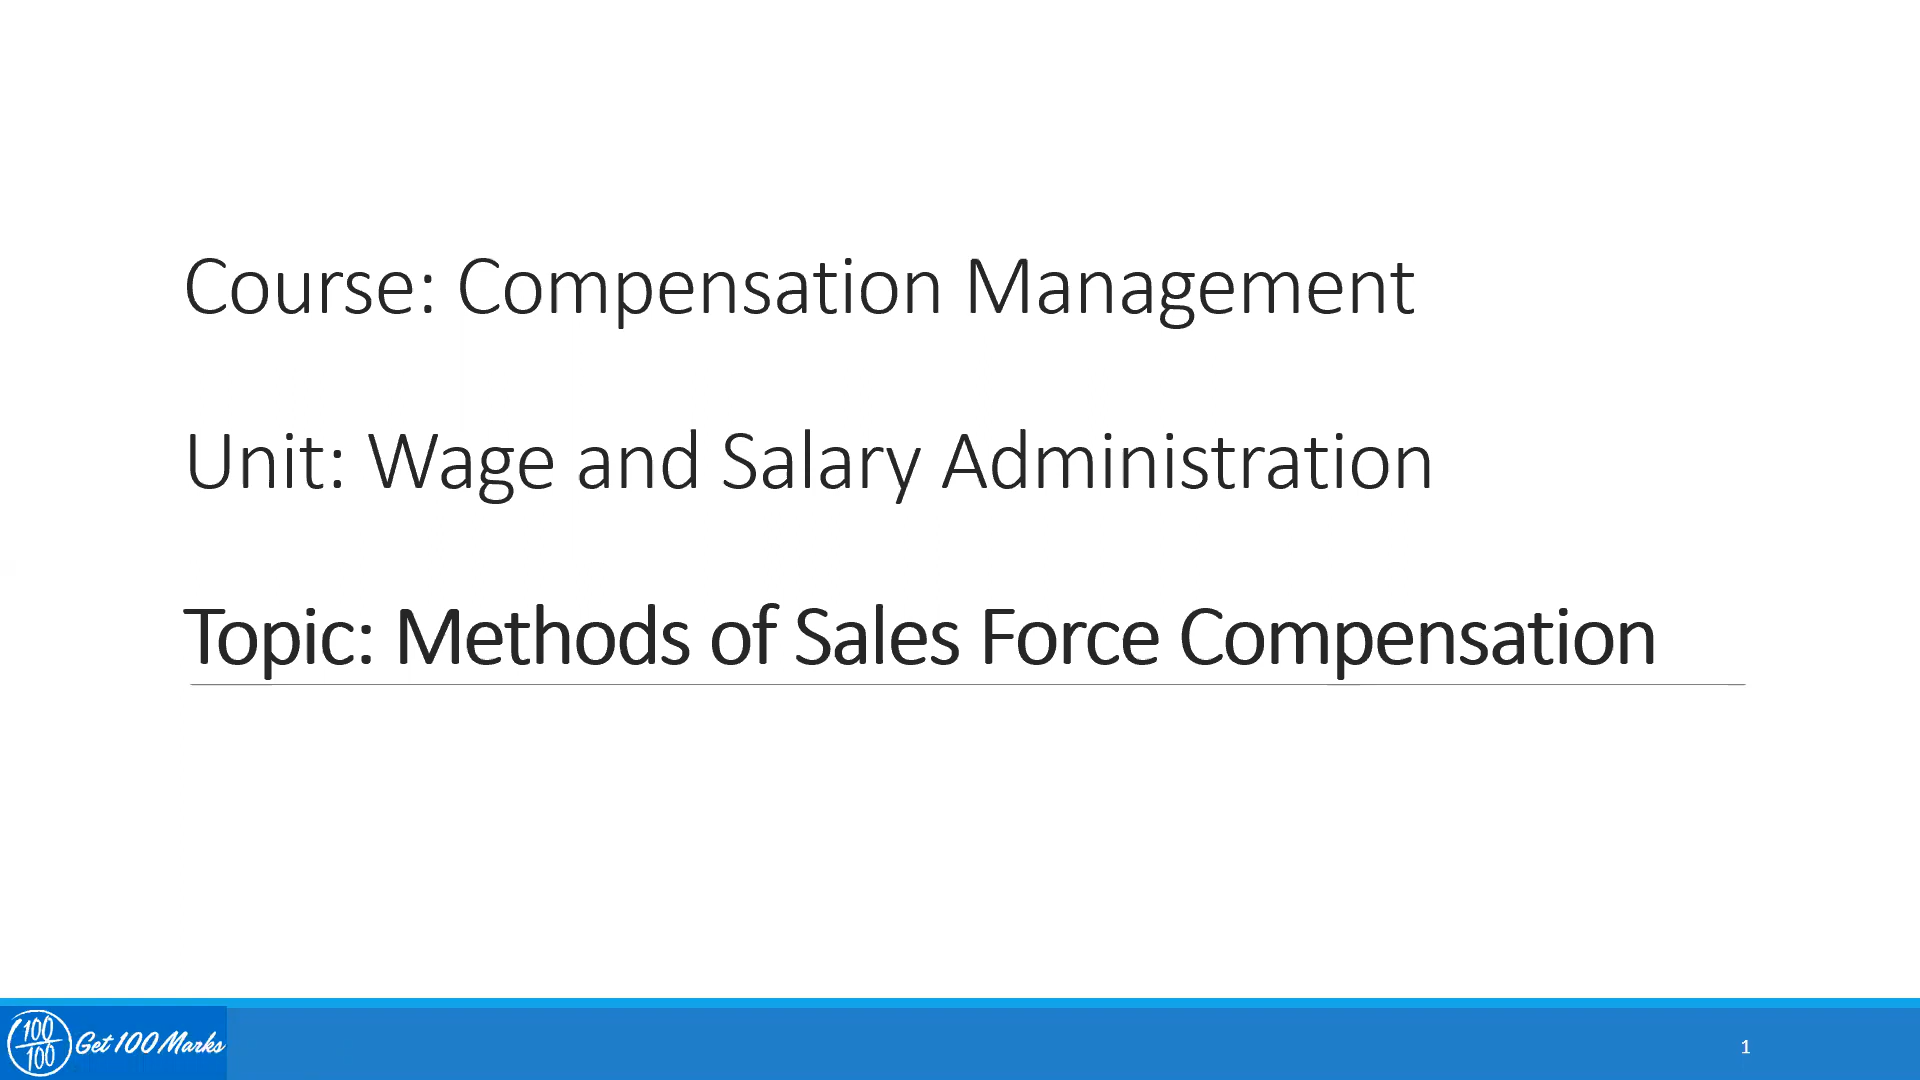 Course: Compensation Management
Unit: Wage and Salary Administration
Topic: Methods of Sales Force Compensation
100
100
Get 100 Marks
1